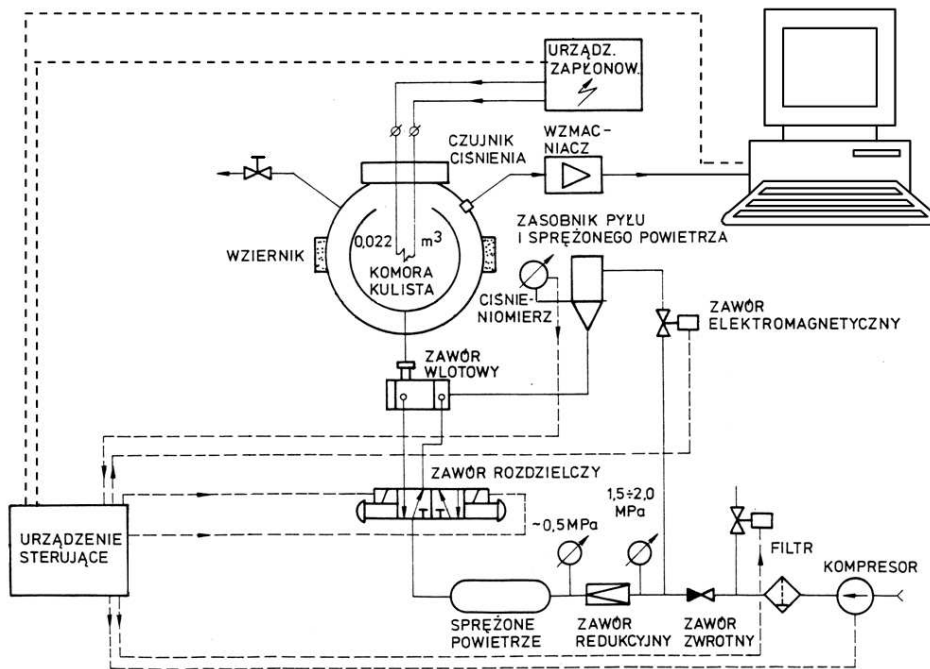 URZĄDZ.
ZAPŁONOW.
CZUJNIK
CIŚNIENIA
WZMAC-
NIACZ
WZIERNIK
0,022 m³
KOMORA
KULISTA
ZASOBNIK PYŁU
I SPRĘŻONEGO POWIETRZA
CIŚNIE-
NIOMIERZ
ZAWÓR
ELEKTROMAGNETYCZNY
ZAWÓR
WLOTOWY
ZAWÓR ROZDZIELCZY
URZĄDZENIE
STERUJĄCE
~0,5MPa
1,5÷2,0
MPa
FILTR
KOMPRESOR
SPRĘŻONE
POWIETRZE
ZAWÓR
REDUKCYJNY
ZAWÓR
ZWROTNY